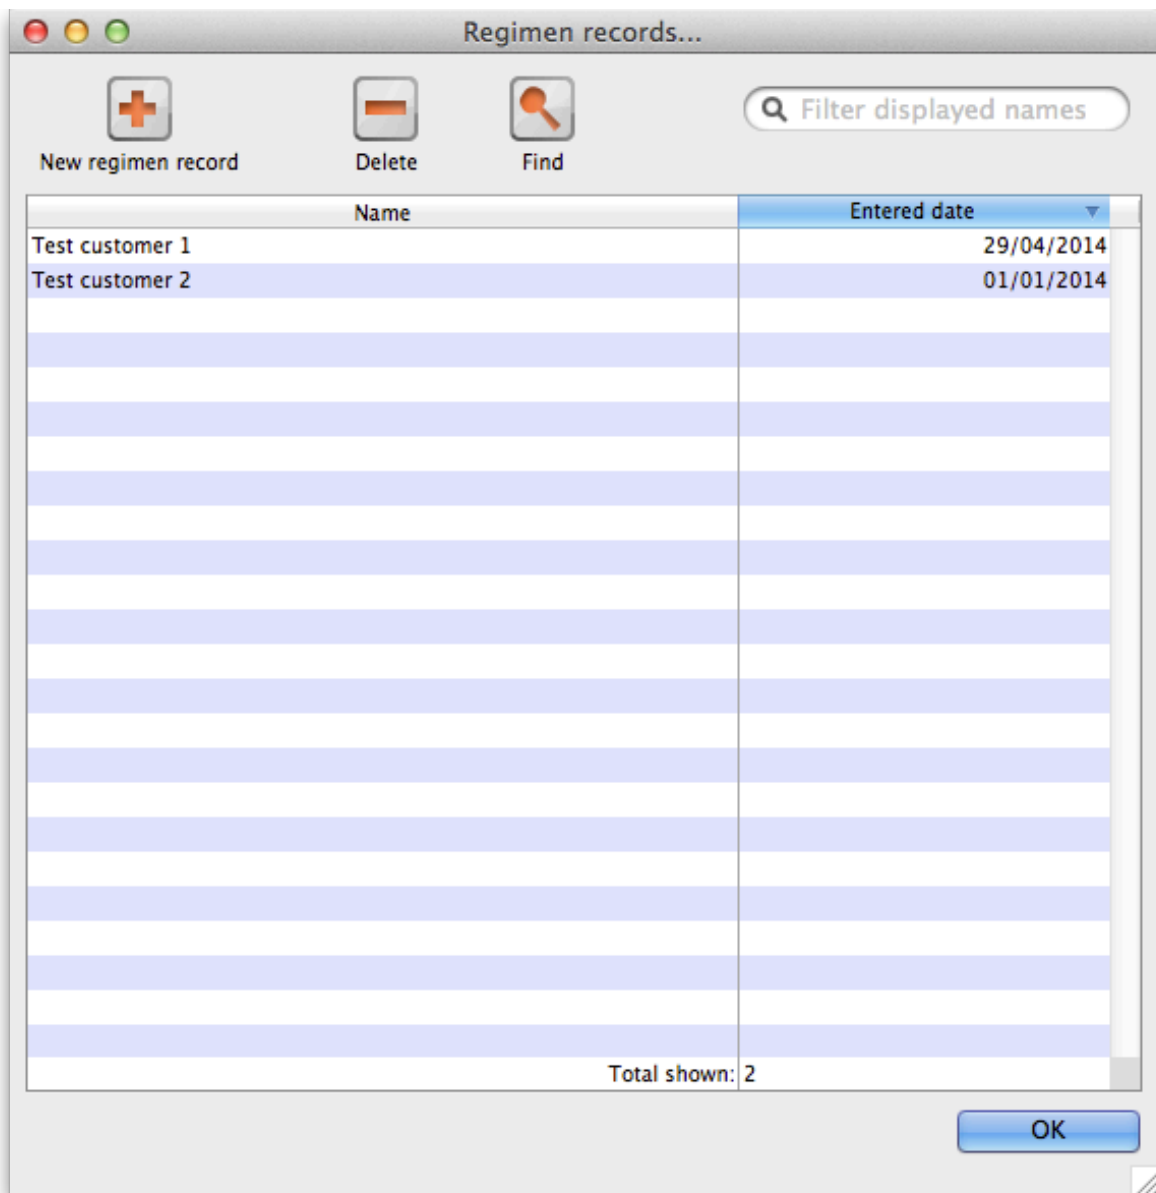 Regimen records...
New regimen record
Delete
Find
Filter displayed names
Name Entered date
Test customer 1 29/04/2014
Test customer 2 01/01/2014
Total shown: 2
OK